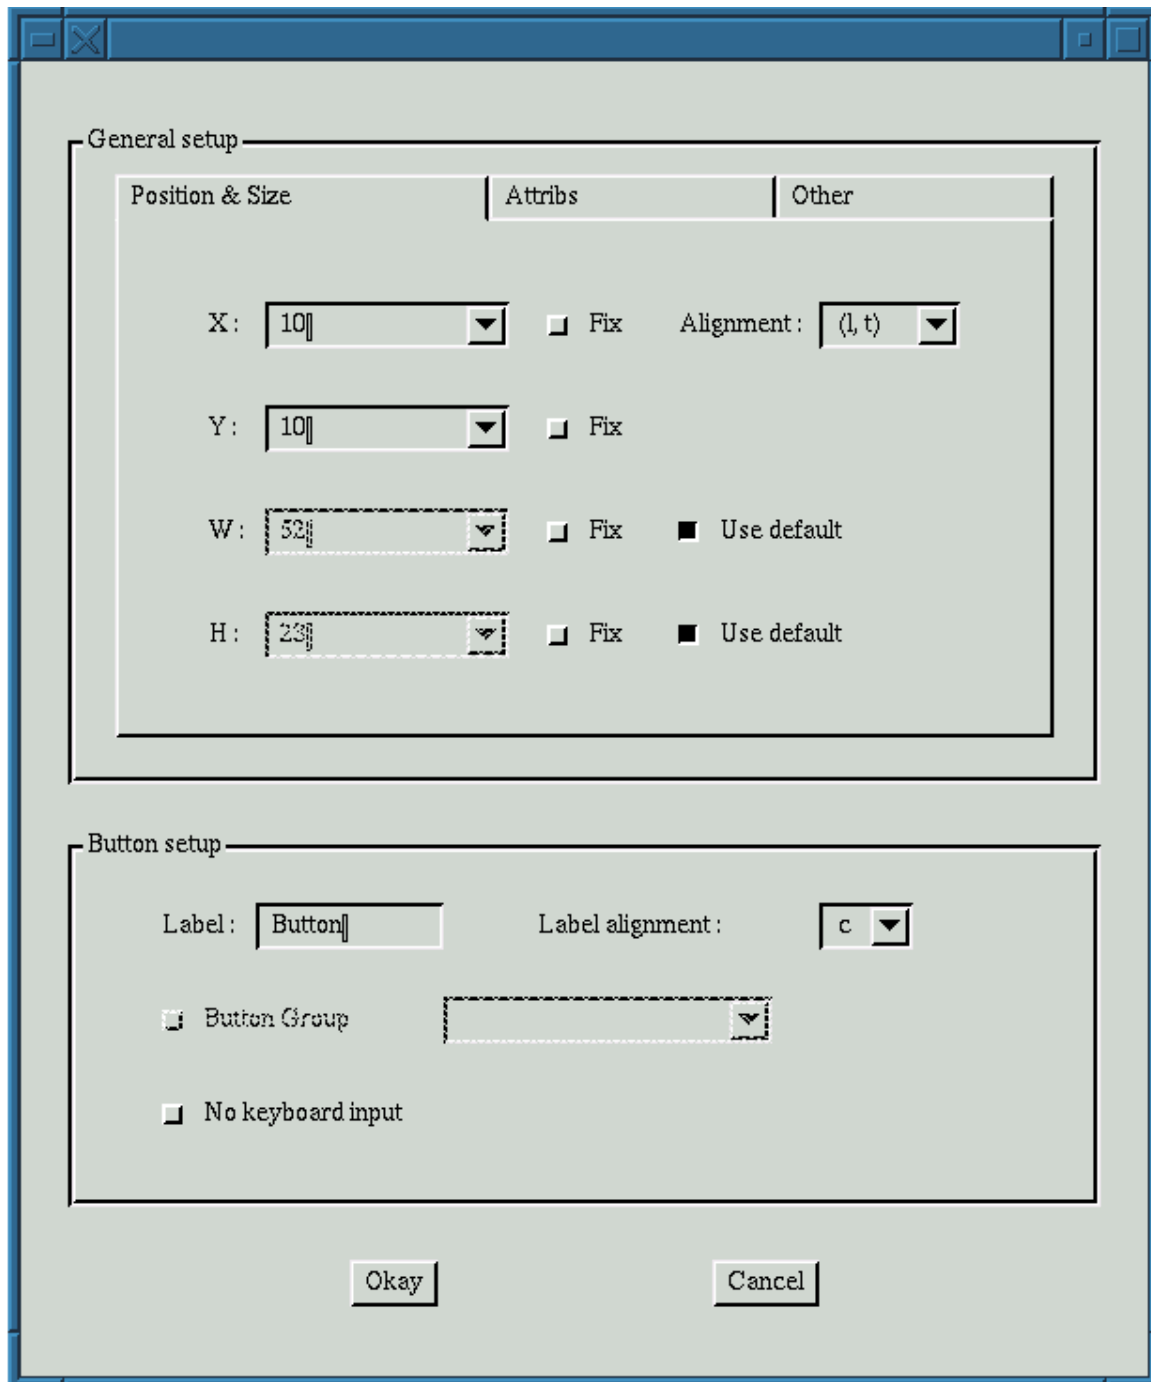 General setup
Position & Size Attribs Other
X : 10 Fix Alignment : (l, t)
Y : 10 Fix
W : 52 Fix Use default
H : 23 Fix Use default
Button setup
Label : Button Label alignment : c
Button Group
No keyboard input
Okay Cancel